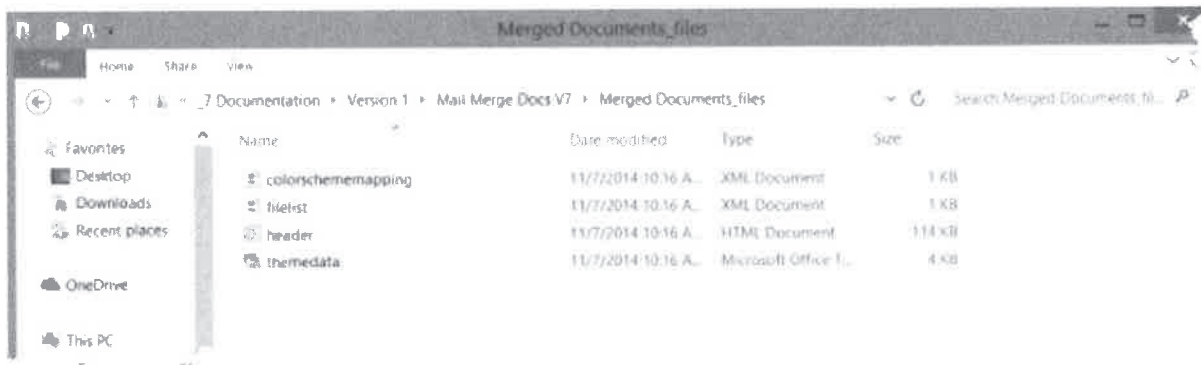 Merged Documents_files
File Home Share View
_7 Documentation Version 1 Mail Merge Docs V7 Merged Documents_files Search Merged Documents_fil...
Favorites
Desktop
Downloads
Recent places
OneDrive
This PC
Name Date modified Type Size
colorschememapping 11/7/2014 10:16 A... XML Document 1 KB
filelist 11/7/2014 10:16 A... XML Document 1 KB
header 11/7/2014 10:16 A... HTML Document 114 KB
themedata 11/7/2014 10:16 A... Microsoft Office T... 4 KB